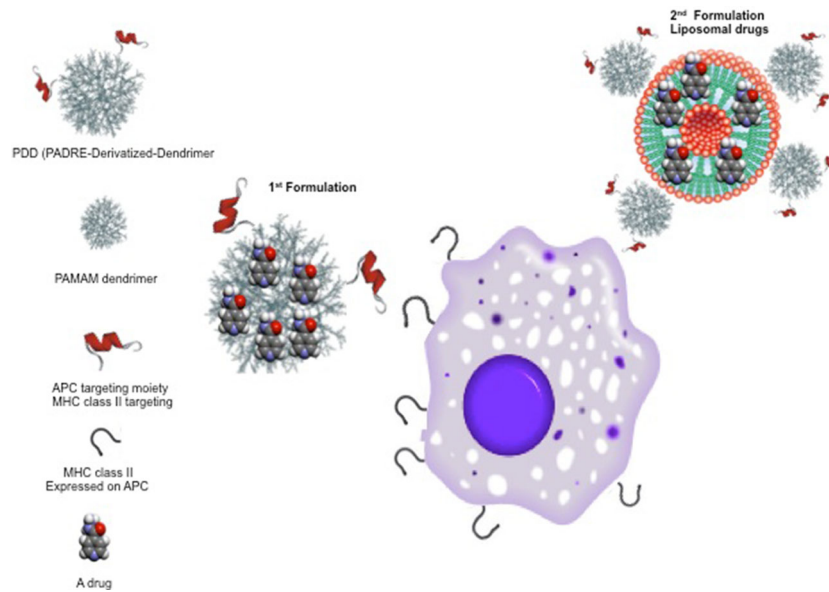 2nd Formulation
Liposomal drugs
PDD (PADRE-Derivatized-Dendrimer
1st Formulation
PAMAM dendrimer
APC targeting moiety
MHC class II targeting
MHC class II
Expressed on APC
A drug